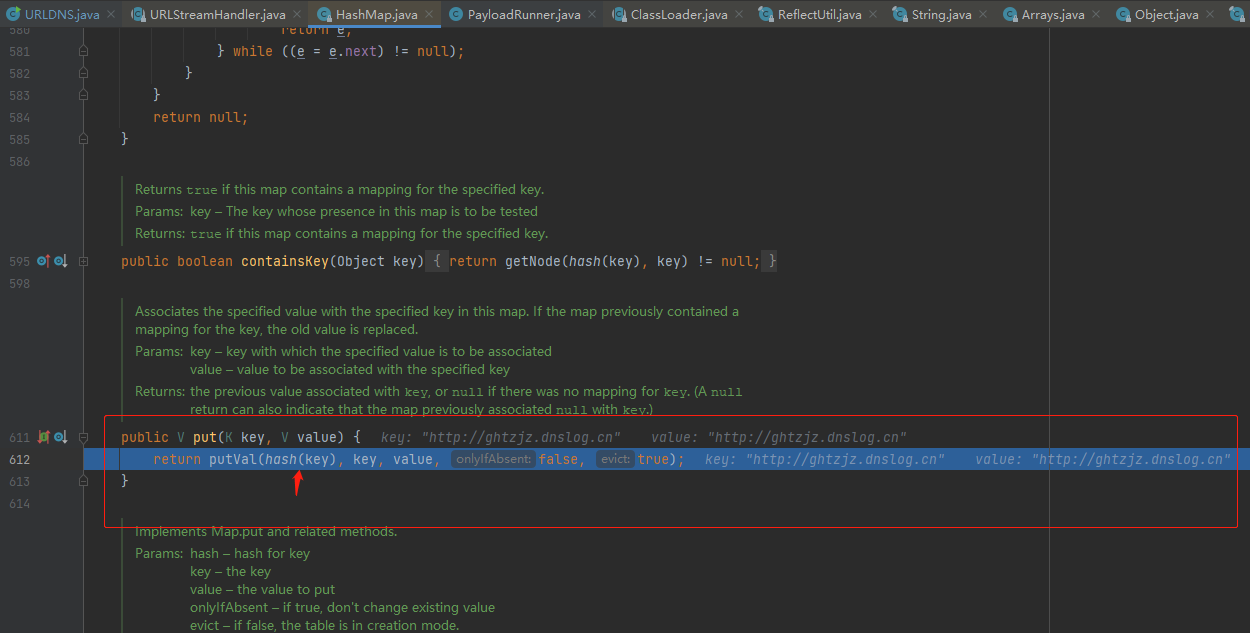 URLDNS.java × URLStreamHandler.java × HashMap.java × PayloadRunner.java × ClassLoader.java × ReflectUtil.java × String.java × Arrays.java × Object.java ×
580 return e;
581 } while ((e = e.next) != null);
582 }
583 }
584 return null;
585 }
586
Returns true if this map contains a mapping for the specified key.
Params: key – The key whose presence in this map is to be tested
Returns: true if this map contains a mapping for the specified key.
595 public boolean containsKey(Object key) { return getNode(hash(key), key) != null; }
598
Associates the specified value with the specified key in this map. If the map previously contained a
mapping for the key, the old value is replaced.
Params: key – key with which the specified value is to be associated
value – value to be associated with the specified key
Returns: the previous value associated with key, or null if there was no mapping for key. (A null
return can also indicate that the map previously associated null with key.)
611 public V put(K key, V value) { key: "http://ghtzjz.dnslog.cn" value: "http://ghtzjz.dnslog.cn"
612 return putVal(hash(key), key, value, onlyIfAbsent: false, evict: true); key: "http://ghtzjz.dnslog.cn" value: "http://ghtzjz.dnslog.cn"
613 }
614
Implements Map.put and related methods.
Params: hash – hash for key
key – the key
value – the value to put
onlyIfAbsent – if true, don't change existing value
evict – if false, the table is in creation mode.